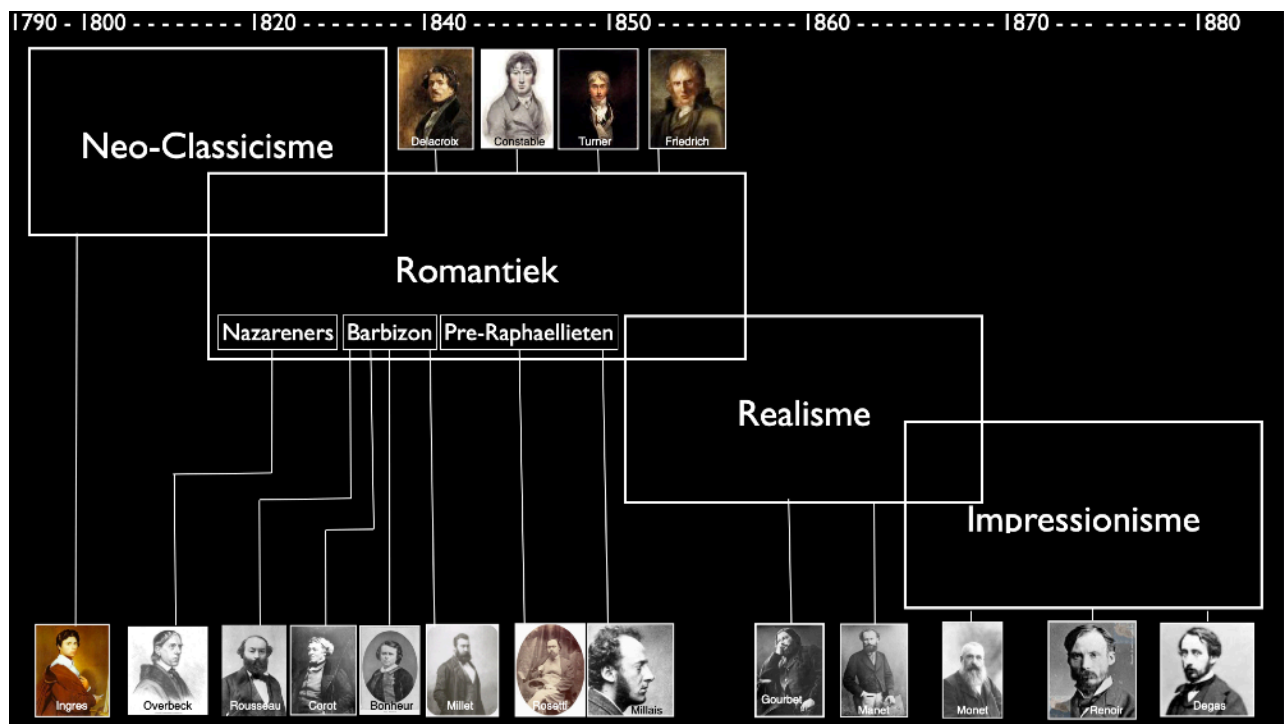 1790 - 1800 - - - - - - - - 1820 - - - - - - - - - 1840 - - - - - - - - - 1850 - - - - - - - - - 1860 - - - - - - - - - 1870 - - - - - - - - - 1880
Delacroix
Constable
Turner
Friedrich
Neo-Classicisme
Romantiek
Nazareners
Barbizon
Pre-Raphaellieten
Realisme
Impressionisme
Ingres
Overbeck
Rousseau
Corot
Bonheur
Millet
Rosetti
Millais
Gourbet
Manet
Monet
Renoir
Degas